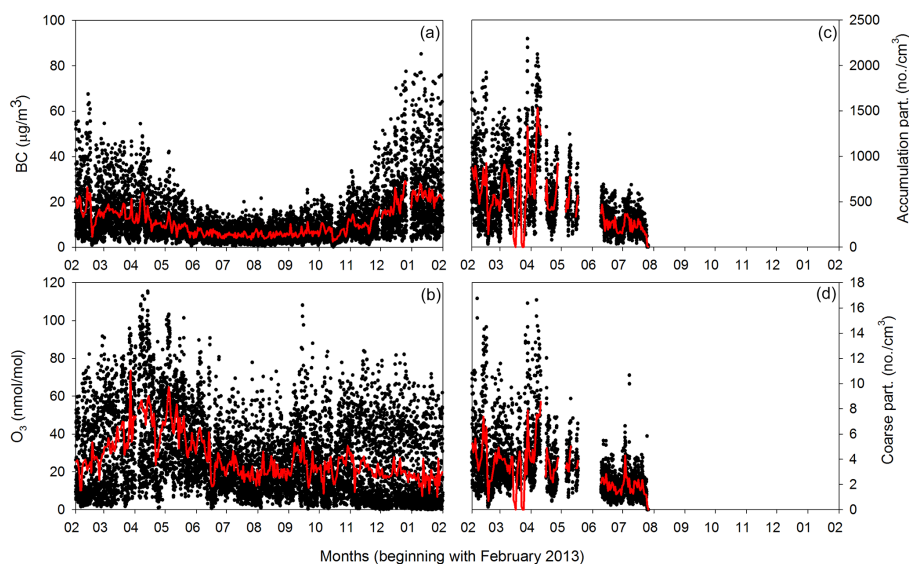 (a)
BC (µg/m³)
100
80
60
40
20
0
02 03 04 05 06 07 08 09 10 11 12 01 02
(c)
Accumulation part. (no./cm³)
2500
2000
1500
1000
500
0
02 03 04 05 06 07 08 09 10 11 12 01 02
(b)
O₃ (nmol/mol)
120
100
80
60
40
20
0
02 03 04 05 06 07 08 09 10 11 12 01 02
(d)
Coarse part. (no./cm³)
18
16
14
12
10
8
6
4
2
0
02 03 04 05 06 07 08 09 10 11 12 01 02
Months (beginning with February 2013)